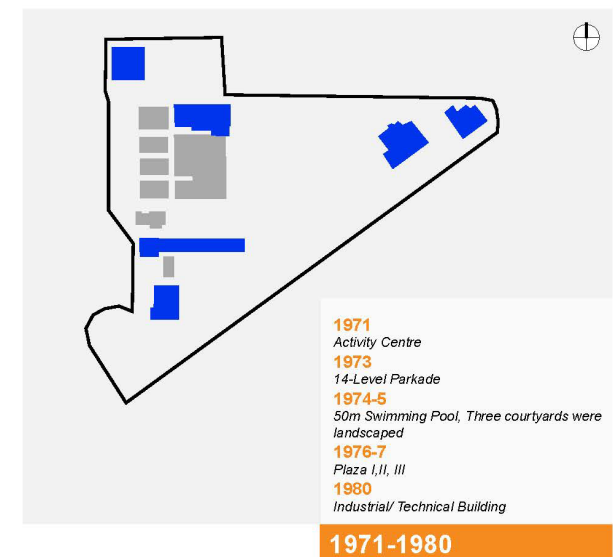 1971
Activity Centre
1973
14-Level Parkade
1974-5
50m Swimming Pool, Three courtyards were
landscaped
1976-7
Plaza I,II, III
1980
Industrial/ Technical Building
1971-1980